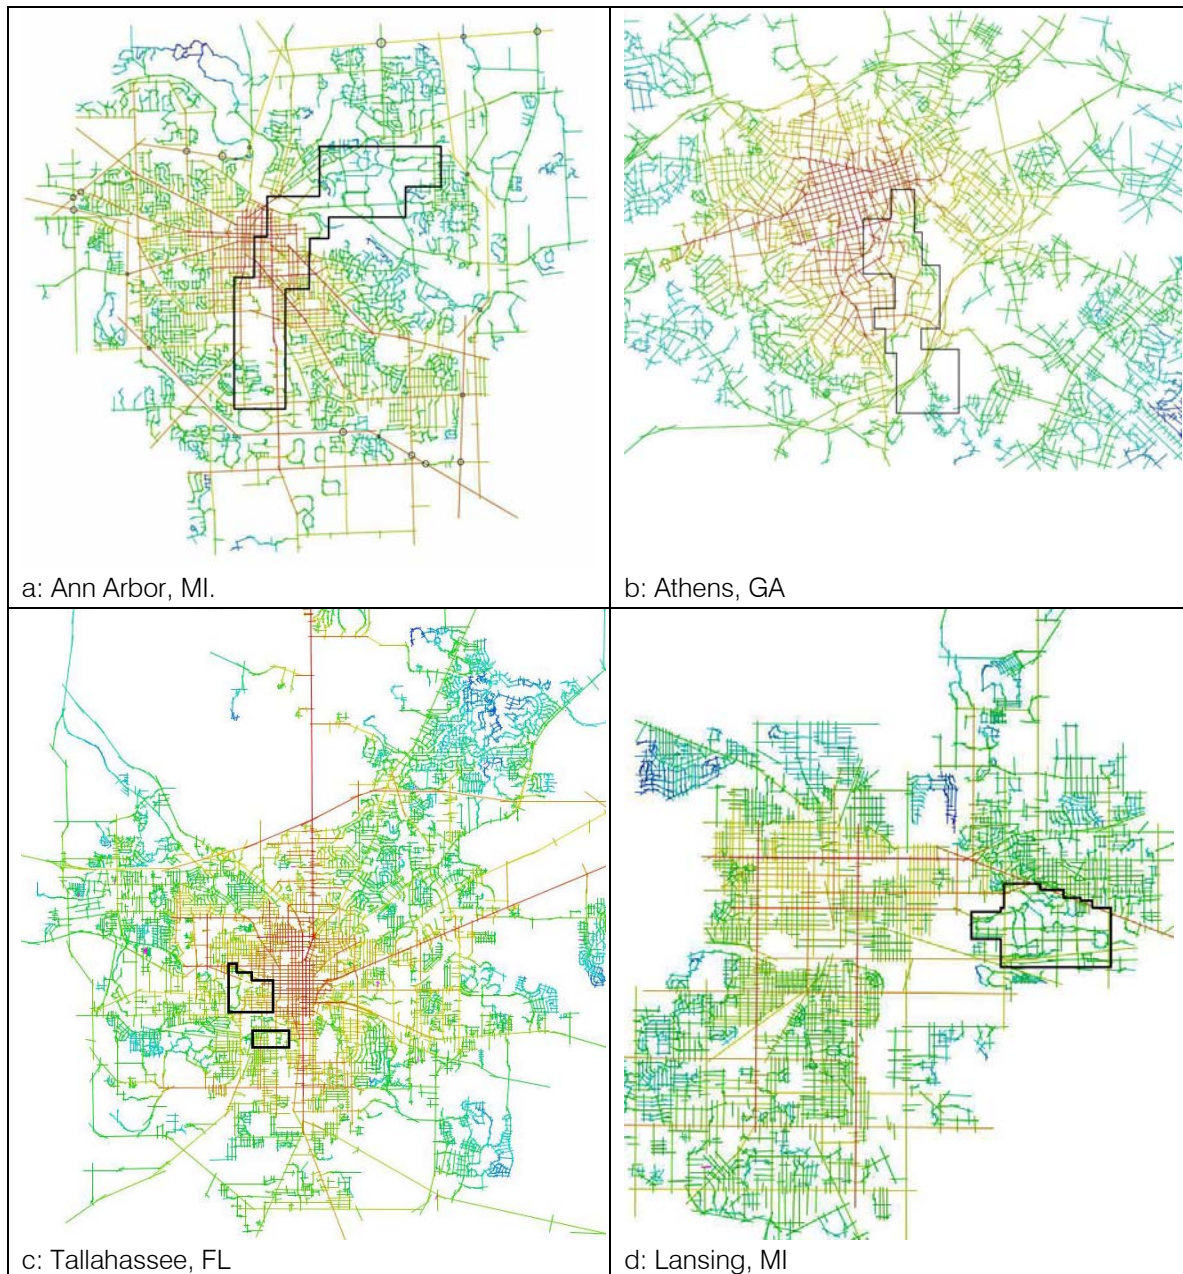 a: Ann Arbor, MI.
b: Athens, GA
c: Tallahassee, FL
d: Lansing, MI